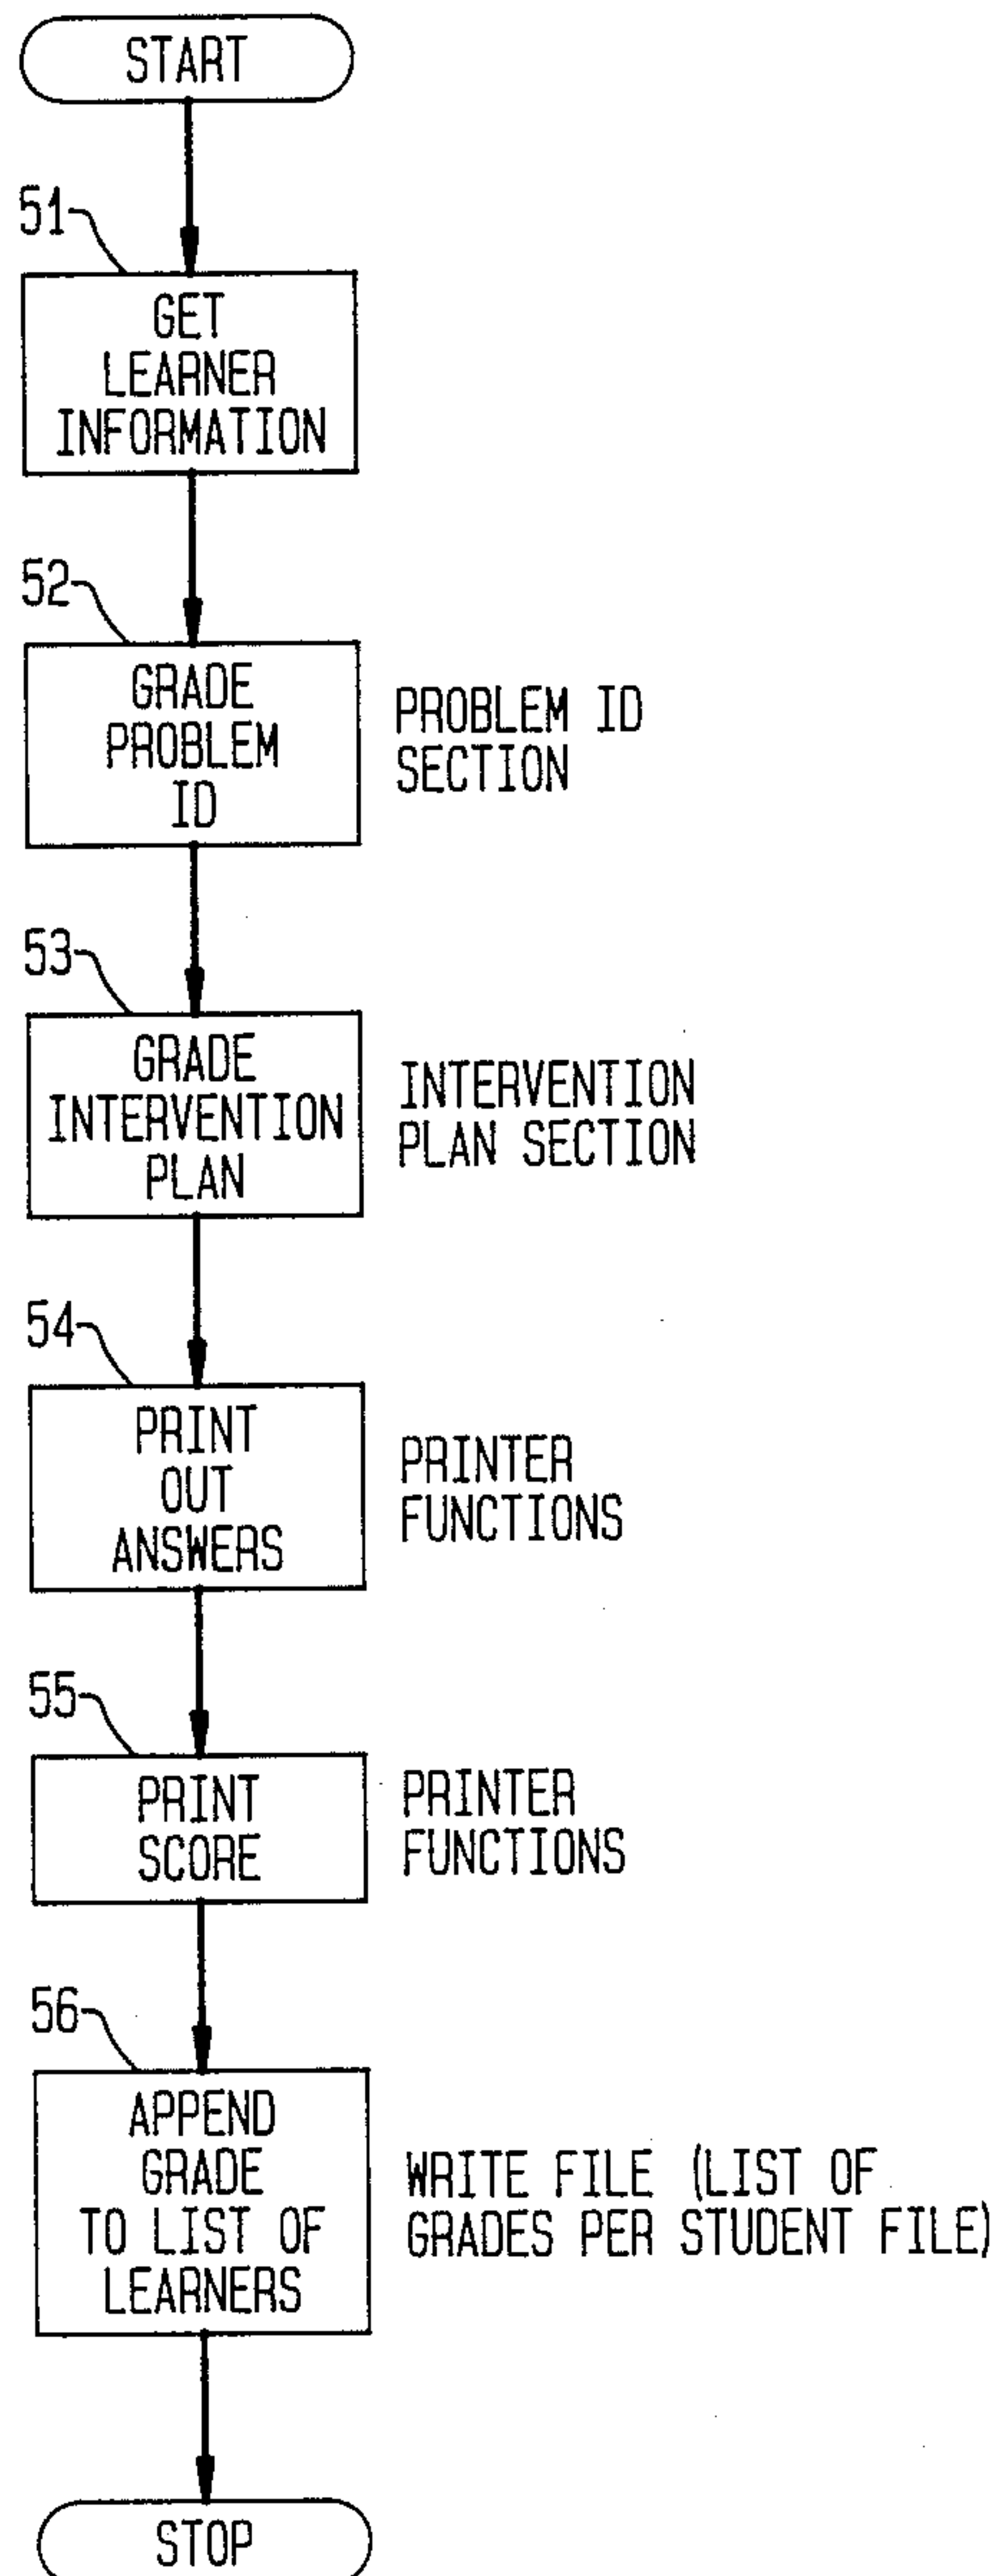 START
51
GET
LEARNER
INFORMATION
52
GRADE
PROBLEM
ID
PROBLEM ID
SECTION
53
GRADE
INTERVENTION
PLAN
INTERVENTION
PLAN SECTION
54
PRINT
OUT
ANSWERS
PRINTER
FUNCTIONS
55
PRINT
SCORE
PRINTER
FUNCTIONS
56
APPEND
GRADE
TO LIST OF
LEARNERS
WRITE FILE (LIST OF
GRADES PER STUDENT FILE)
STOP